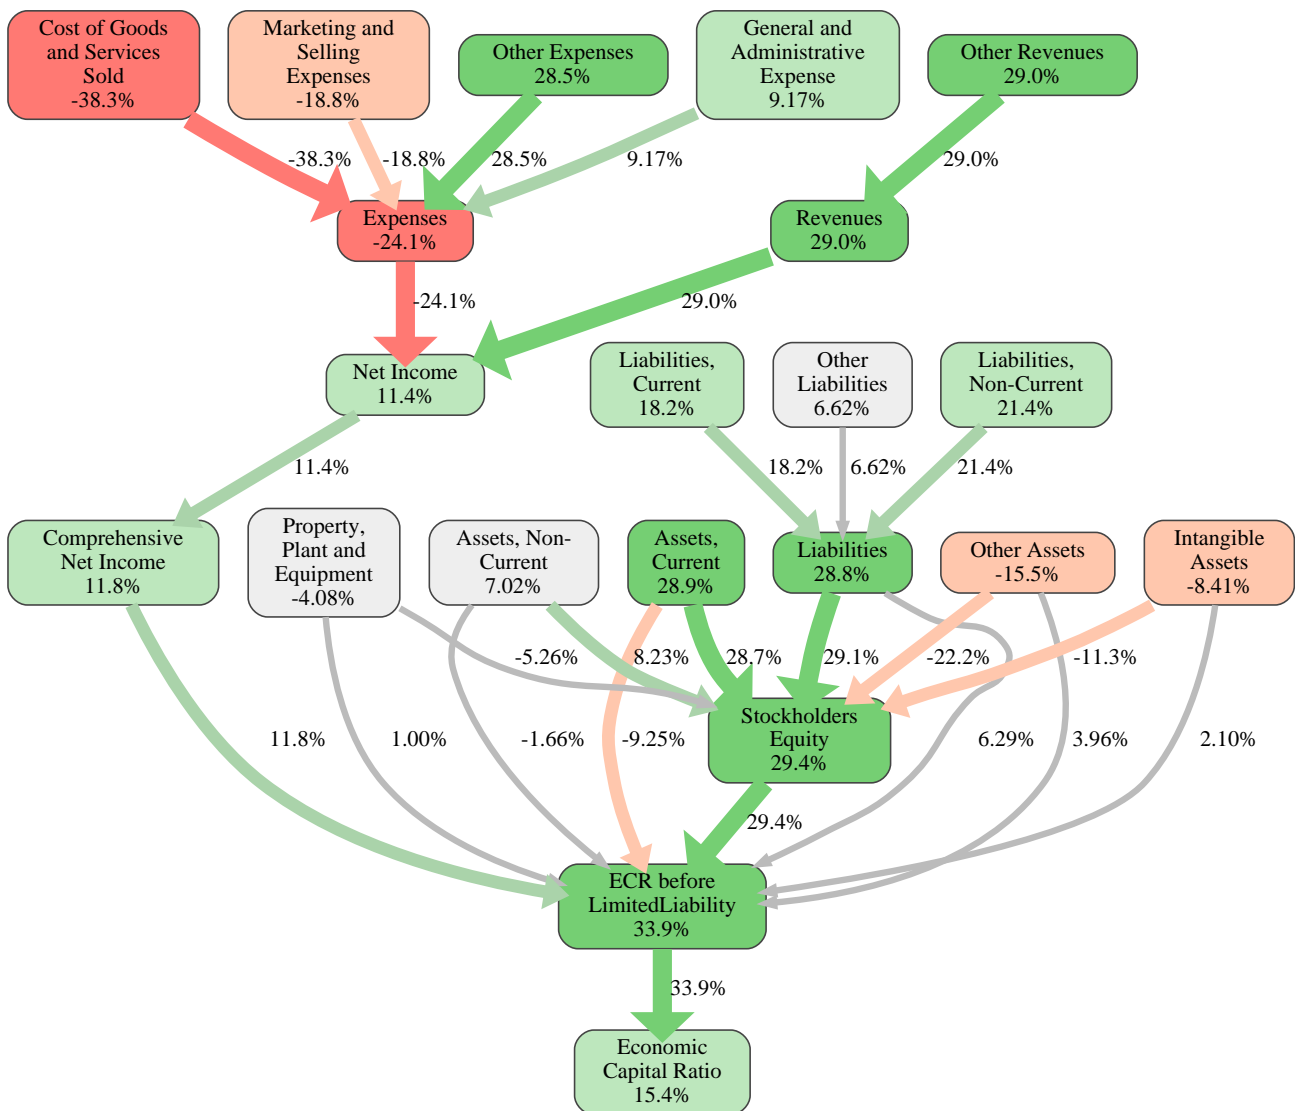 Cost of Goods
and Services
Sold
-38.3%
Marketing and
Selling
Expenses
-18.8%
Other Expenses
28.5%
General and
Administrative
Expense
9.17%
Other Revenues
29.0%
-38.3%
-18.8%
28.5%
9.17%
29.0%
Expenses
-24.1%
Revenues
29.0%
-24.1%
29.0%
Net Income
11.4%
Liabilities,
Current
18.2%
Other
Liabilities
6.62%
Liabilities,
Non-Current
21.4%
11.4%
18.2%
6.62%
21.4%
Comprehensive
Net Income
11.8%
Property,
Plant and
Equipment
-4.08%
Assets, Non-
Current
7.02%
Assets,
Current
28.9%
Liabilities
28.8%
Other Assets
-15.5%
Intangible
Assets
-8.41%
-5.26%
8.23%
28.7%
29.1%
-22.2%
-11.3%
Stockholders
Equity
29.4%
11.8%
1.00%
-1.66%
-9.25%
6.29%
3.96%
2.10%
29.4%
ECR before
LimitedLiability
33.9%
33.9%
Economic
Capital Ratio
15.4%